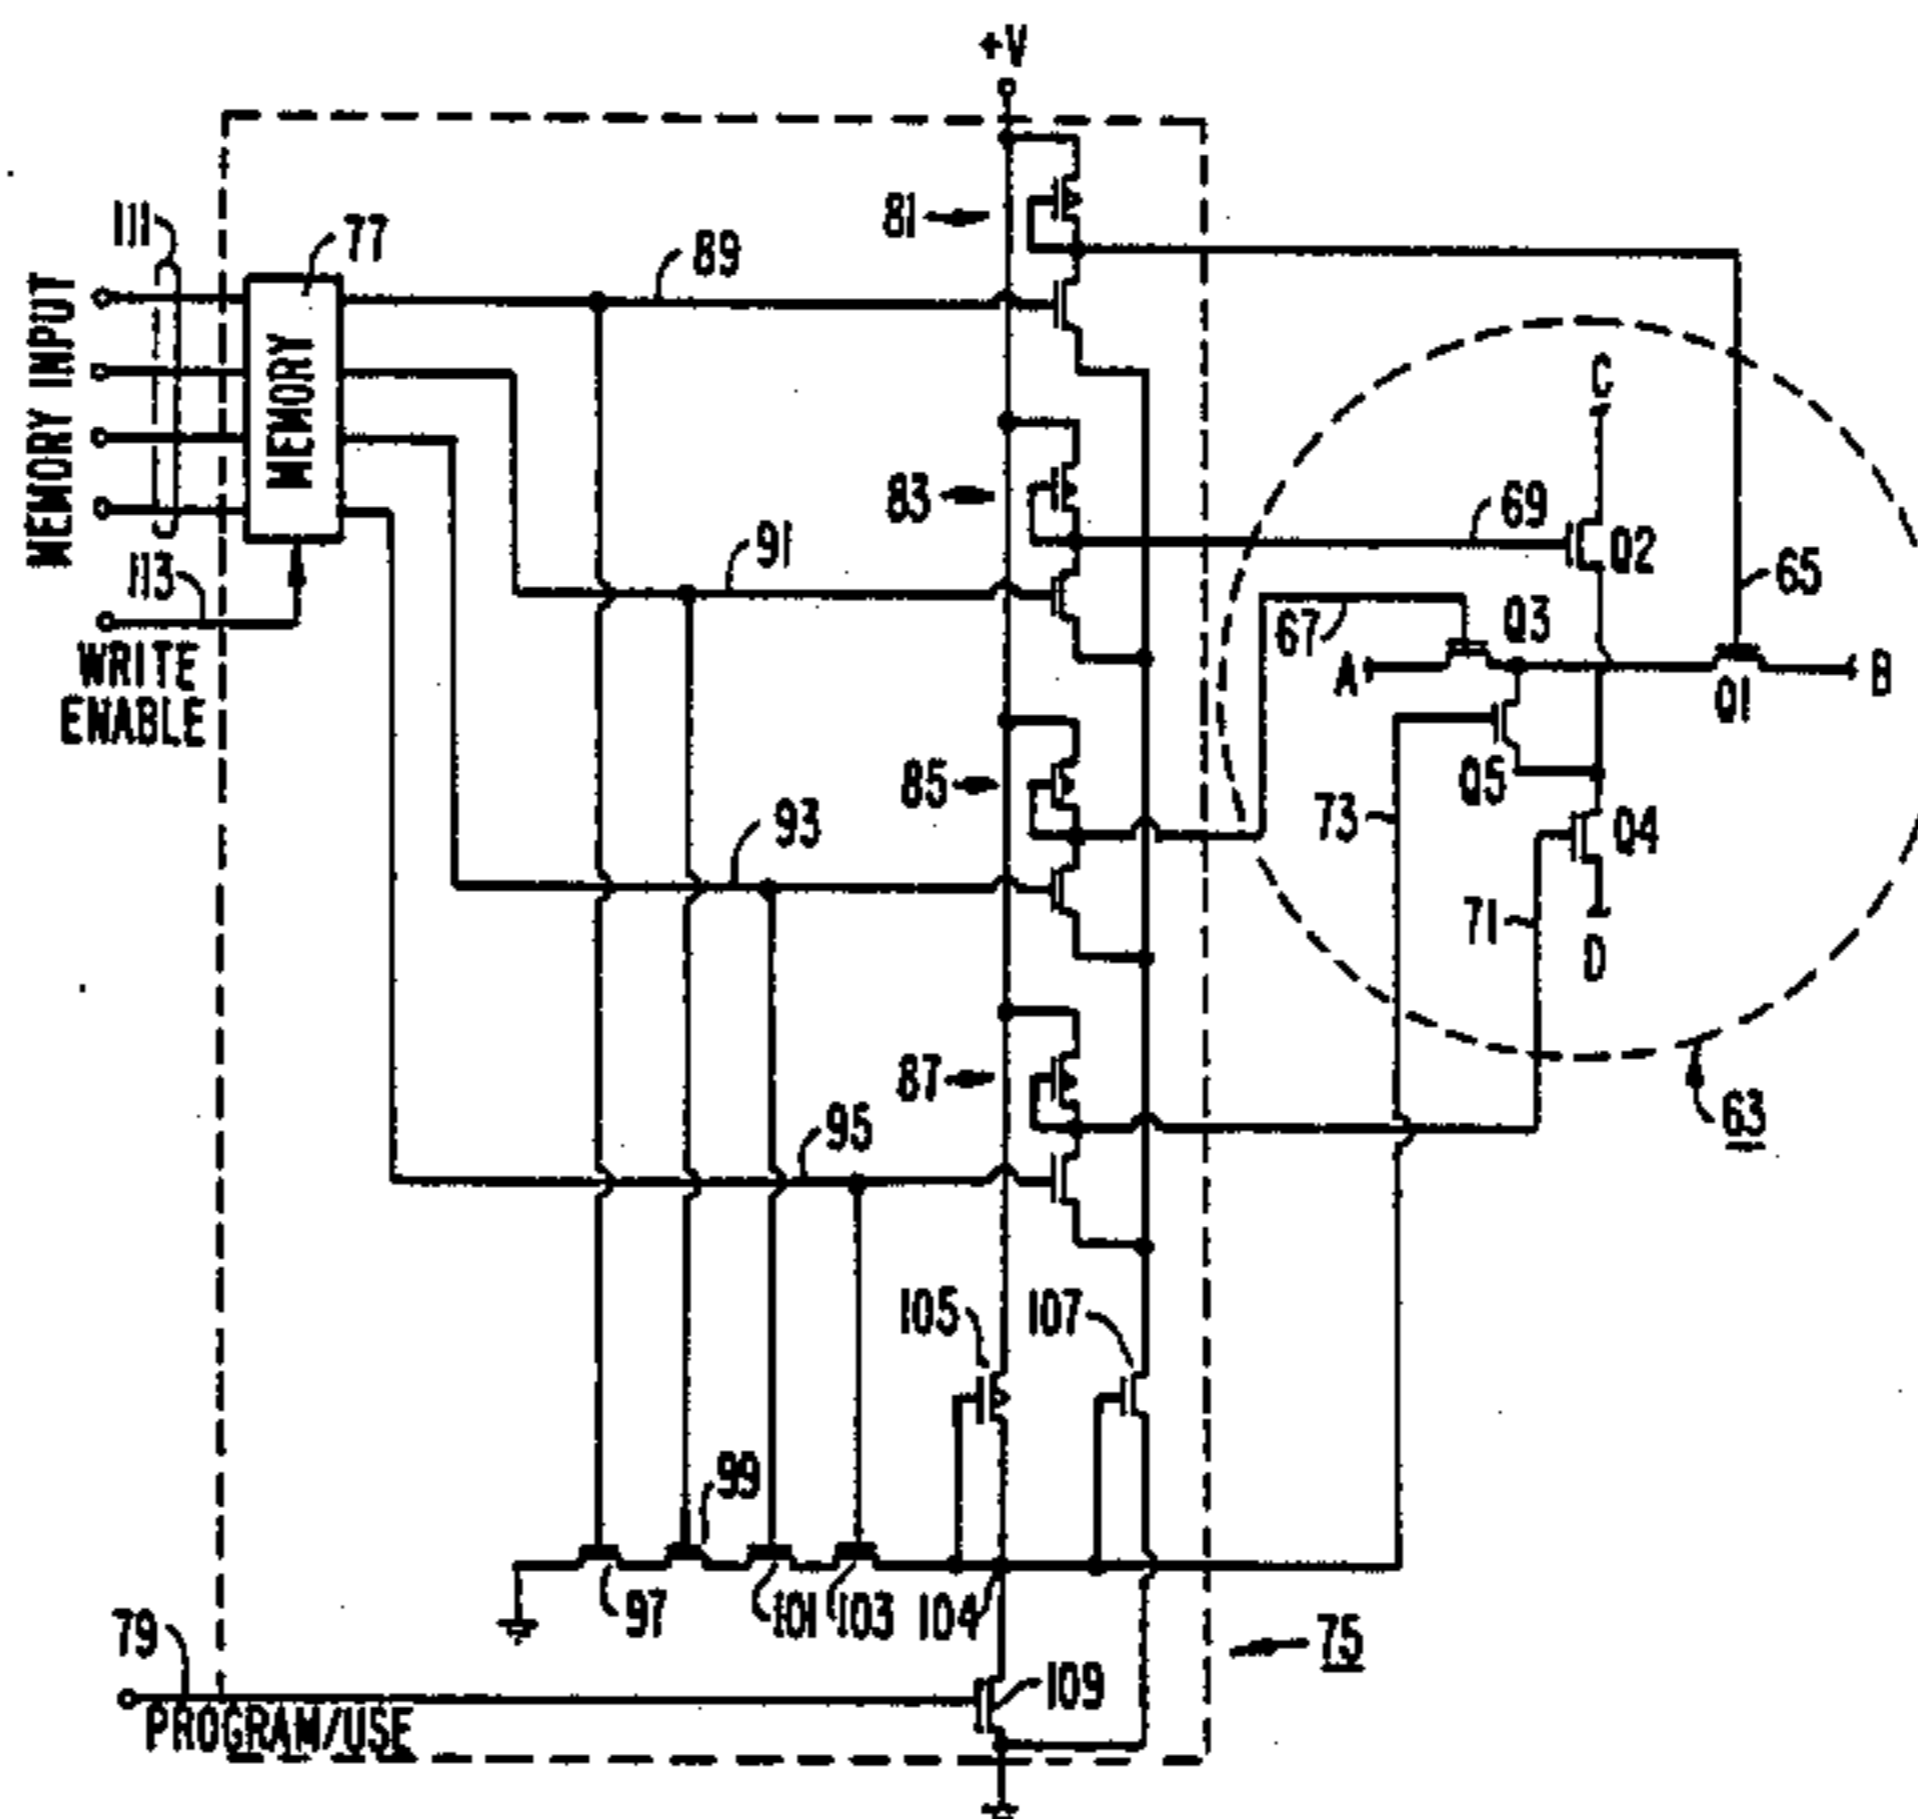 +V
111
77
89
81
MEMORY INPUT
MEMORY
C
83
69
Q2
91
65
113
67
Q3
WRITE
ENABLE
A
B
Q1
85
Q5
73
93
Q4
71
D
87
95
63
105
107
99
97
101
103
104
79
75
109
PROGRAM/USE